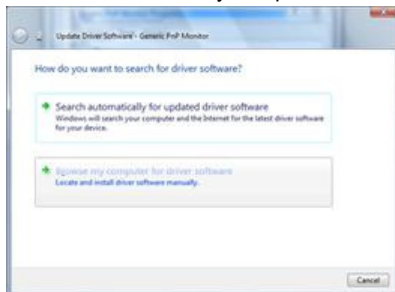 Update Driver Software - Generic PnP Monitor
How do you want to search for driver software?
Search automatically for updated driver software
Windows will search your computer and the Internet for the latest driver software
for your device.
Browse my computer for driver software
Locate and install driver software manually.
Cancel